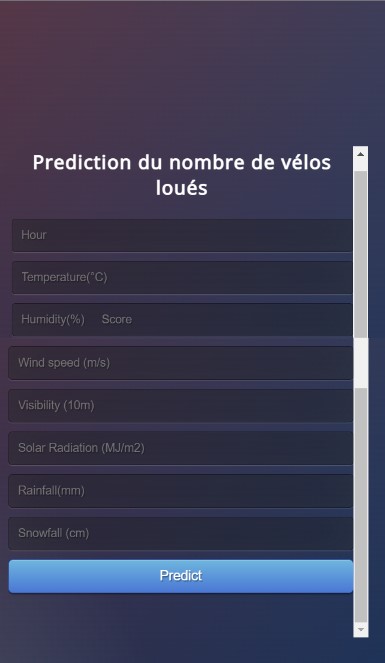 Prediction du nombre de vélos
loués
Hour
Temperature(°C)
Humidity(%) Score
Wind speed (m/s)
Visibility (10m)
Solar Radiation (MJ/m2)
Rainfall(mm)
Snowfall (cm)
Predict